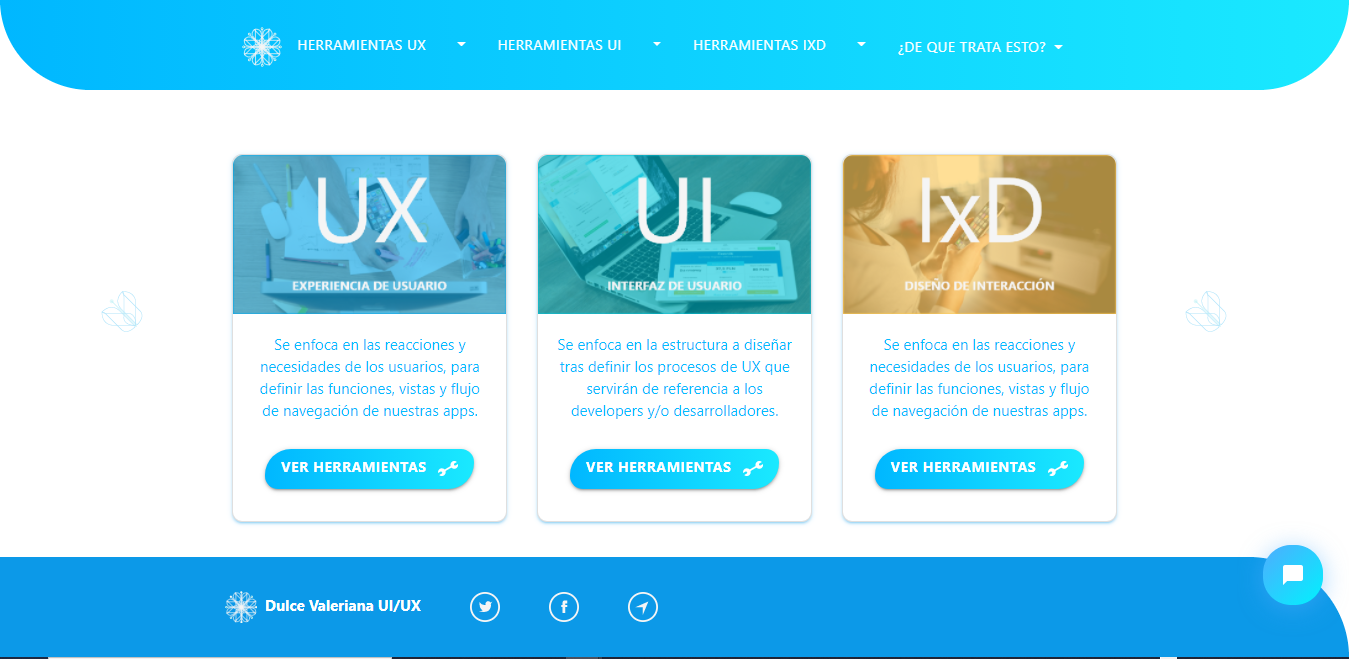 HERRAMIENTAS UX
HERRAMIENTAS UI
HERRAMIENTAS IXD
¿DE QUE TRATA ESTO?
UX
EXPERIENCIA DE USUARIO
Se enfoca en las reacciones y
necesidades de los usuarios, para
definir las funciones, vistas y flujo
de navegación de nuestras apps.
VER HERRAMIENTAS
UI
INTERFAZ DE USUARIO
Se enfoca en la estructura a diseñar
tras definir los procesos de UX que
servirán de referencia a los
developers y/o desarrolladores.
VER HERRAMIENTAS
IxD
DISEÑO DE INTERACCIÓN
Se enfoca en las reacciones y
necesidades de los usuarios, para
definir las funciones, vistas y flujo
de navegación de nuestras apps.
VER HERRAMIENTAS
Dulce Valeriana UI/UX